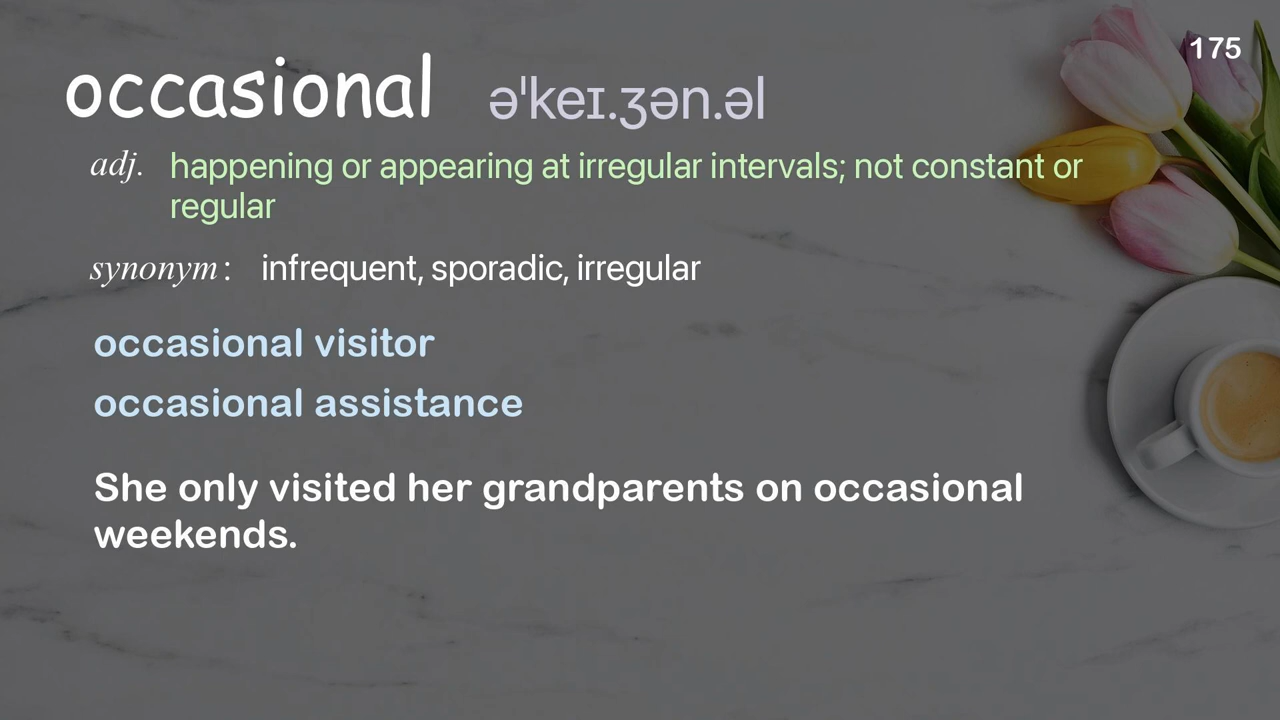 175
occasional ə'keɪ.ʒən.əl
adj. happening or appearing at irregular intervals; not constant or
regular
synonym: infrequent, sporadic, irregular
occasional visitor
occasional assistance
She only visited her grandparents on occasional
weekends.